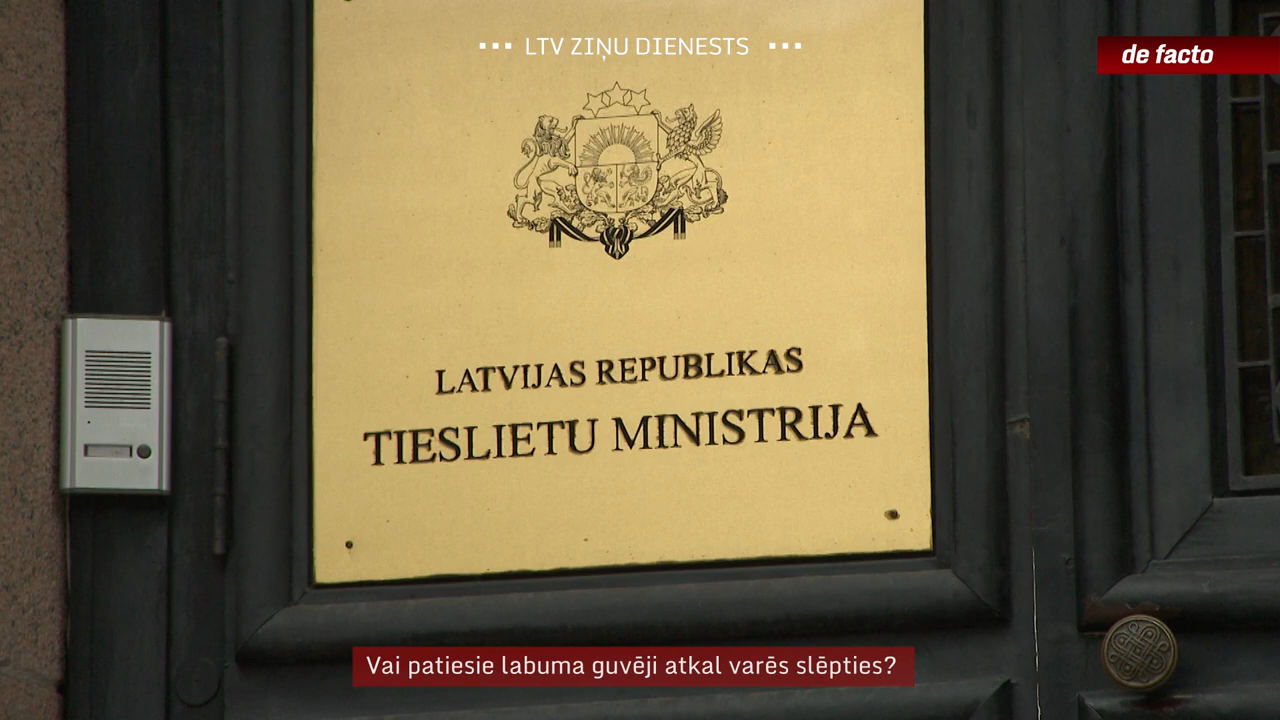 LTV ZIŅU DIENESTS
de facto
LATVIJAS REPUBLIKAS
TIESLIETU MINISTRIJA
Vai patiesie labuma guvēji atkal varēs slēpties?